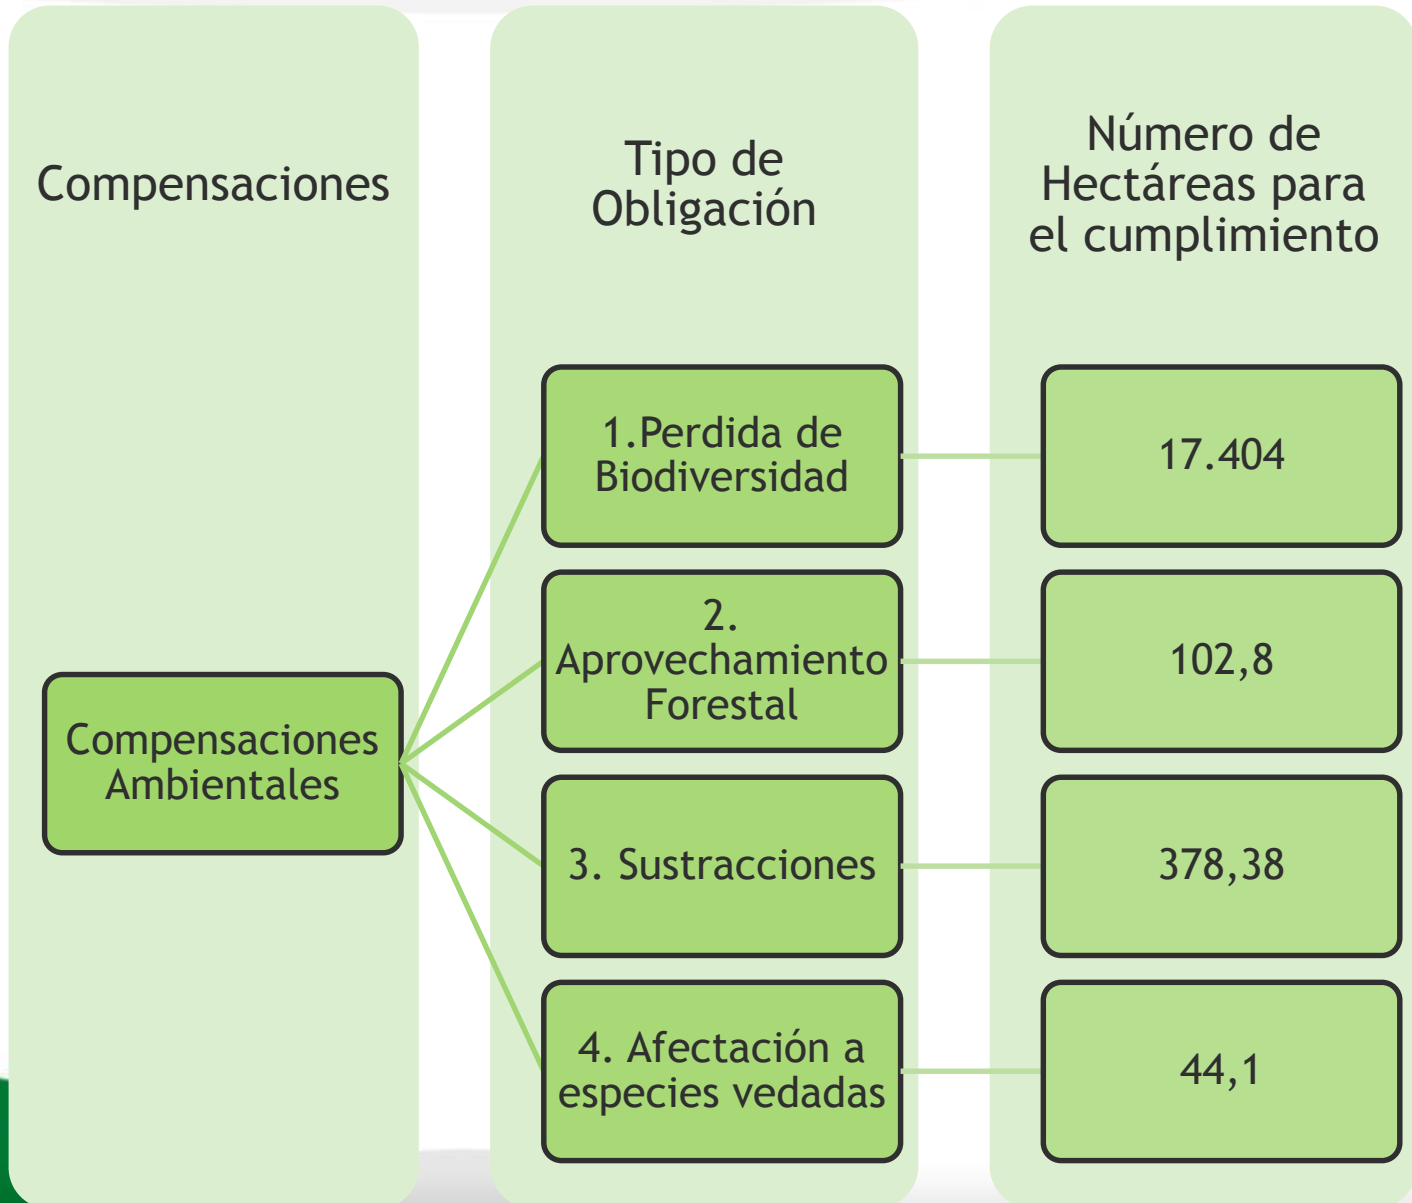 Compensaciones
Tipo de
Obligación
Número de
Hectáreas para
el cumplimiento
Compensaciones
Ambientales
1.Perdida de
Biodiversidad
17.404
2.
Aprovechamiento
Forestal
102,8
3. Sustracciones
378,38
4. Afectación a
especies vedadas
44,1